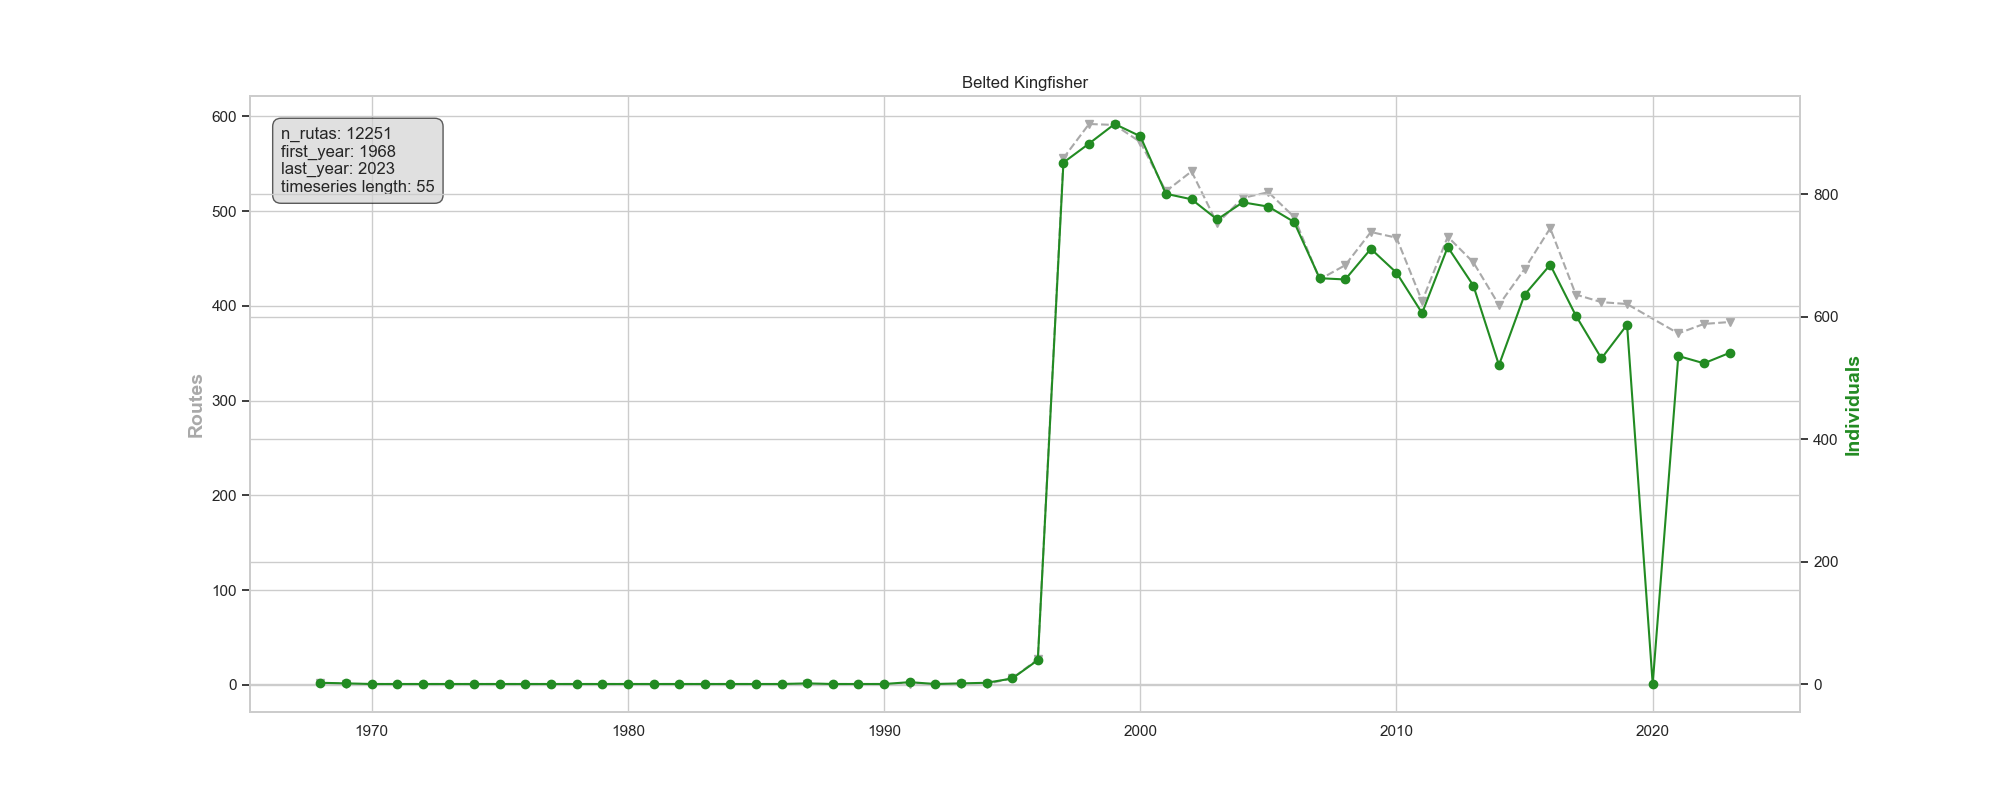 Belted Kingfisher
n_rutas: 12251
first_year: 1968
last_year: 2023
timeseries length: 55
600
500
400
300
200
100
0
Routes
800
600
400
200
0
Individuals
1970
1980
1990
2000
2010
2020